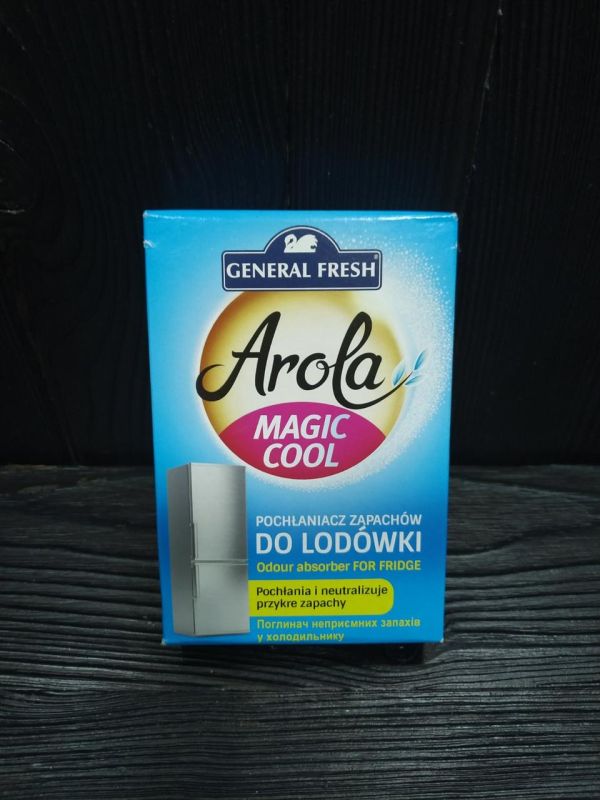 GENERAL FRESH®
Arola
MAGIC
COOL
POCHŁANIACZ ZAPACHÓW
DO LODÓWKI
Odour absorber FOR FRIDGE
Pochłania i neutralizuje
przykre zapachy
Поглинач неприємних запахів
у холодильнику